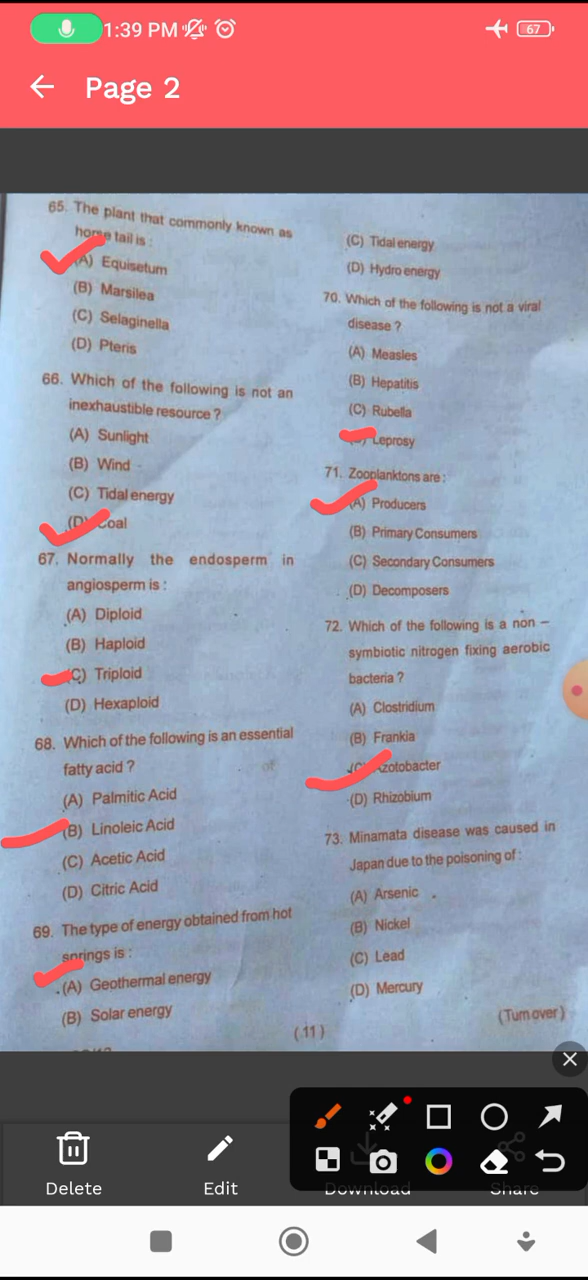 1:39 PM
67
Page 2
65. The plant that commonly known as
horse tail is :
(A) Equisetum
(B) Marsilea
(C) Selaginella
(D) Pteris
66. Which of the following is not an
inexhaustible resource ?
(A) Sunlight
(B) Wind
(C) Tidal energy
(D) Coal
67. Normally the endosperm in
angiosperm is :
(A) Diploid
(B) Haploid
(C) Triploid
(D) Hexaploid
68. Which of the following is an essential
fatty acid ?
(A) Palmitic Acid
(B) Linoleic Acid
(C) Acetic Acid
(D) Citric Acid
69. The type of energy obtained from hot
springs is :
(A) Geothermal energy
(B) Solar energy
(C) Tidal energy
(D) Hydro energy
70. Which of the following is not a viral
disease ?
(A) Measles
(B) Hepatitis
(C) Rubella
Leprosy
71. Zooplanktons are :
(A) Producers
(B) Primary Consumers
(C) Secondary Consumers
(D) Decomposers
72. Which of the following is a non –
symbiotic nitrogen fixing aerobic
bacteria ?
(A) Clostridium
(B) Frankia
(C) Azotobacter
(D) Rhizobium
73. Minamata disease was caused in
Japan due to the poisoning of :
(A) Arsenic
(B) Nickel
(C) Lead
(D) Mercury
(11)
(Turn over)
Delete
Edit
Download
Share